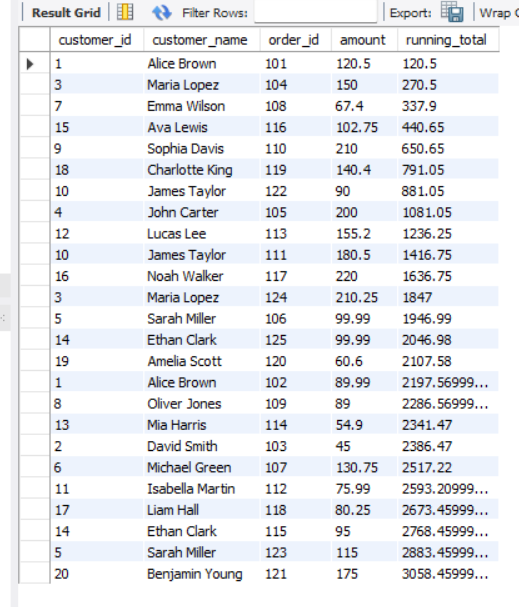 Result Grid Filter Rows: Export: Wrap C
customer_id customer_name order_id amount running_total
1 Alice Brown 101 120.5 120.5
3 Maria Lopez 104 150 270.5
7 Emma Wilson 108 67.4 337.9
15 Ava Lewis 116 102.75 440.65
9 Sophia Davis 110 210 650.65
18 Charlotte King 119 140.4 791.05
10 James Taylor 122 90 881.05
4 John Carter 105 200 1081.05
12 Lucas Lee 113 155.2 1236.25
10 James Taylor 111 180.5 1416.75
16 Noah Walker 117 220 1636.75
3 Maria Lopez 124 210.25 1847
5 Sarah Miller 106 99.99 1946.99
14 Ethan Clark 125 99.99 2046.98
19 Amelia Scott 120 60.6 2107.58
1 Alice Brown 102 89.99 2197.56999...
8 Oliver Jones 109 89 2286.56999...
13 Mia Harris 114 54.9 2341.47
2 David Smith 103 45 2386.47
6 Michael Green 107 130.75 2517.22
11 Isabella Martin 112 75.99 2593.20999...
17 Liam Hall 118 80.25 2673.45999...
14 Ethan Clark 115 95 2768.45999...
5 Sarah Miller 123 115 2883.45999...
20 Benjamin Young 121 175 3058.45999...